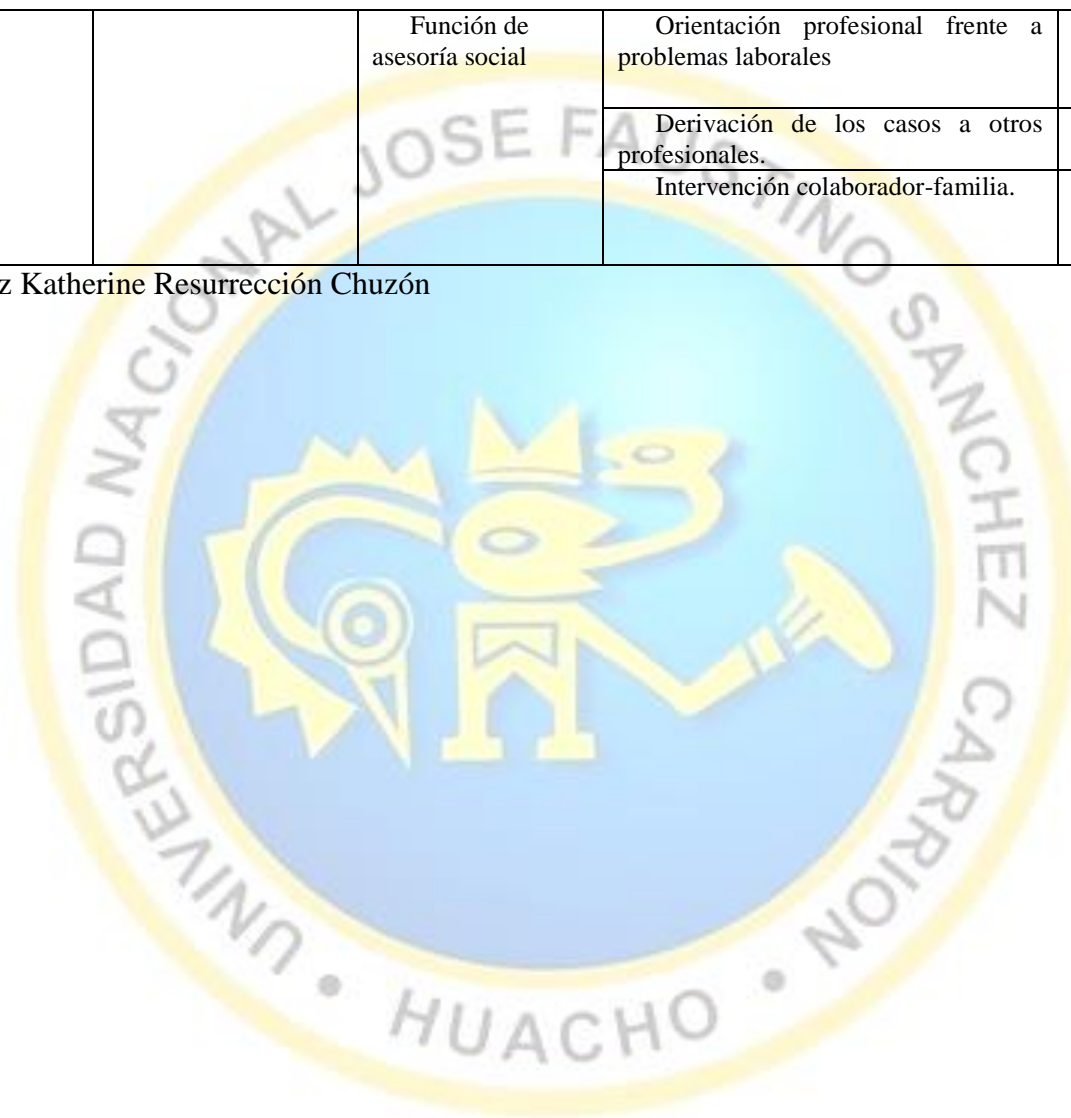 Función de
asesoría social
Orientación profesional frente a
problemas laborales
Derivación de los casos a otros
profesionales.
Intervención colaborador-familia.
z Katherine Resurrección Chuzón
UNIVERSIDAD NACIONAL JOSE FAUSTINO SANCHEZ CARRION
• HUACHO •